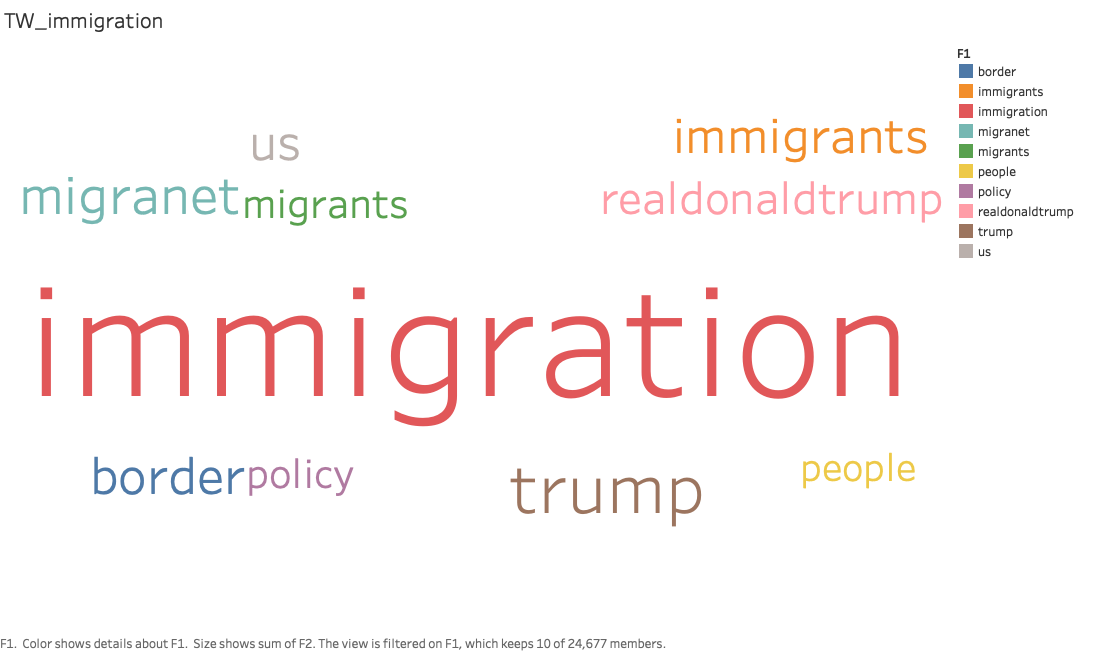 TW_immigration
us
immigrants
migranet
migrants
realdonaldtrump
immigration
border
policy
trump
people
F1
border
immigrants
immigration
migranet
migrants
people
policy
realdonaldtrump
trump
us
F1. Color shows details about F1. Size shows sum of F2. The view is filtered on F1, which keeps 10 of 24,677 members.